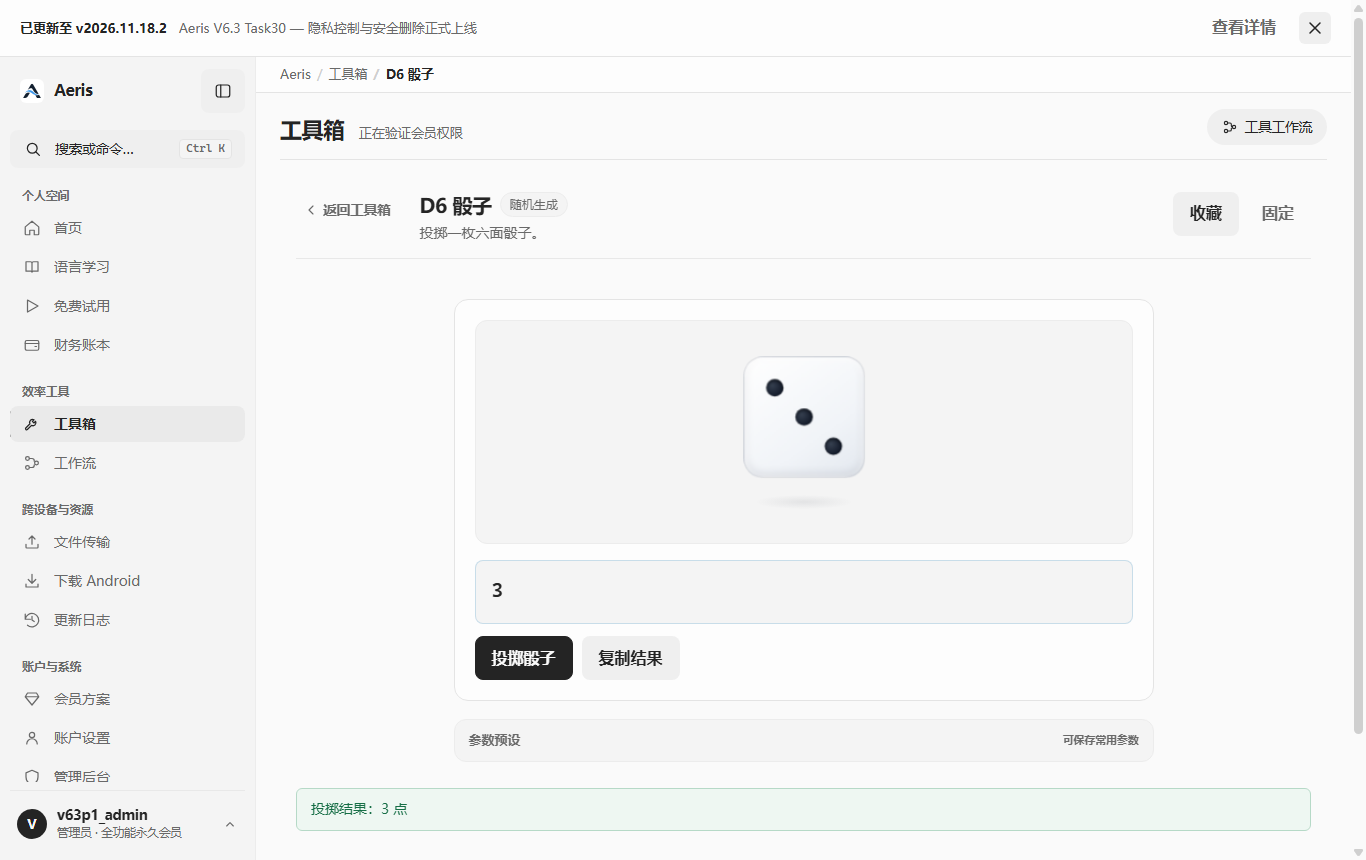 已更新至 v2026.11.18.2 Aeris V6.3 Task30 — 隐私控制与安全删除正式上线
查看详情
Aeris
搜索或命令... Ctrl K
个人空间
首页
语言学习
免费试用
财务账本
效率工具
工具箱
工作流
跨设备与资源
文件传输
下载 Android
更新日志
账户与系统
会员方案
账户设置
管理后台
V
v63p1_admin
管理员 · 全功能永久会员
Aeris / 工具箱 / D6 骰子
工具箱 正在验证会员权限
工具工作流
返回工具箱
D6 骰子 随机生成
投掷一枚六面骰子。
收藏 固定
3
投掷骰子 复制结果
参数预设 可保存常用参数
投掷结果：3 点